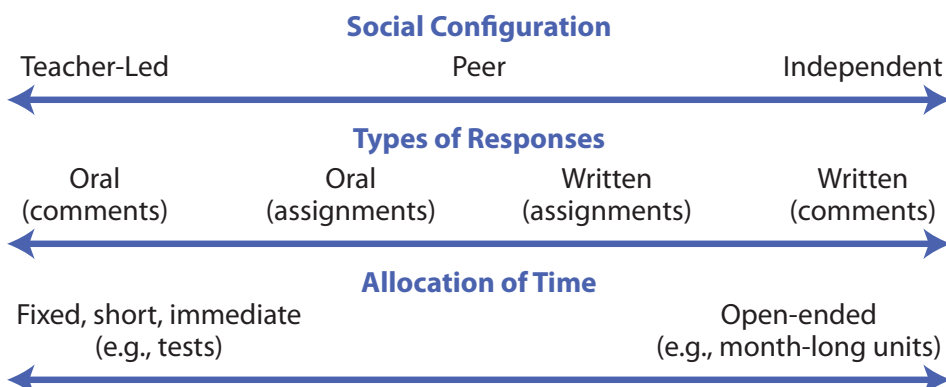 Social Configuration
Teacher-Led Peer Independent
Types of Responses
Oral Oral Written Written
(comments) (assignments) (assignments) (comments)
Allocation of Time
Fixed, short, immediate Open-ended
(e.g., tests) (e.g., month-long units)